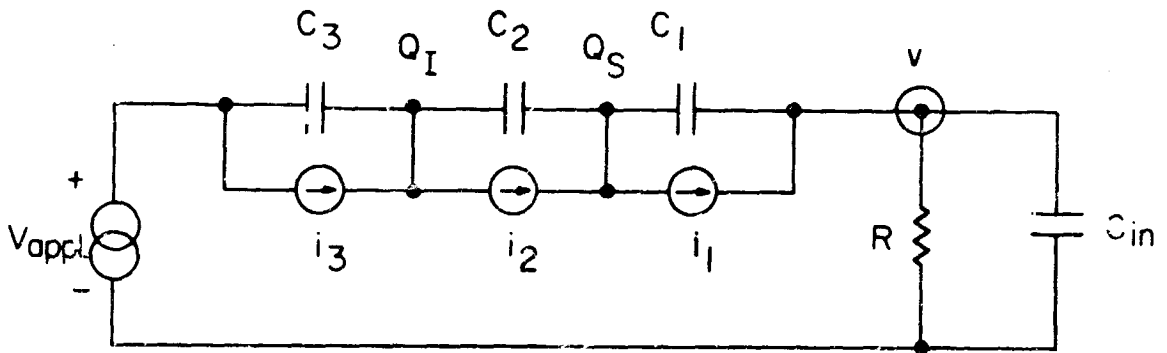 C3
QI
C2
QS
C1
v
+
Vappl.
−
i3
i2
i1
R
Cin